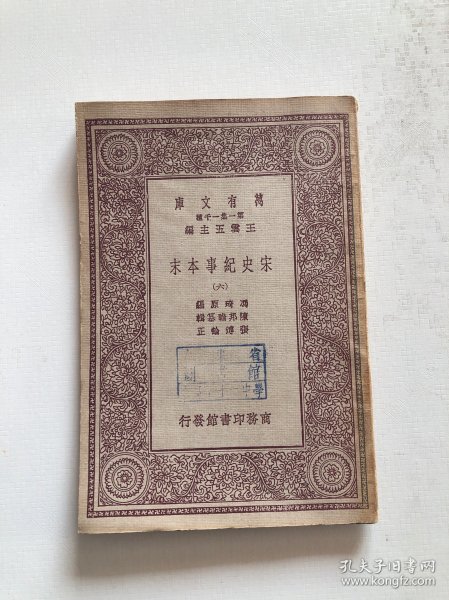 萬有文庫
第一集一千種
王雲五主編
宋史紀事本末
（六）
馮琦原編
陳邦瞻纂輯
張溥論正
商務印書館發行
孔夫子旧书网
www.kongfz.com